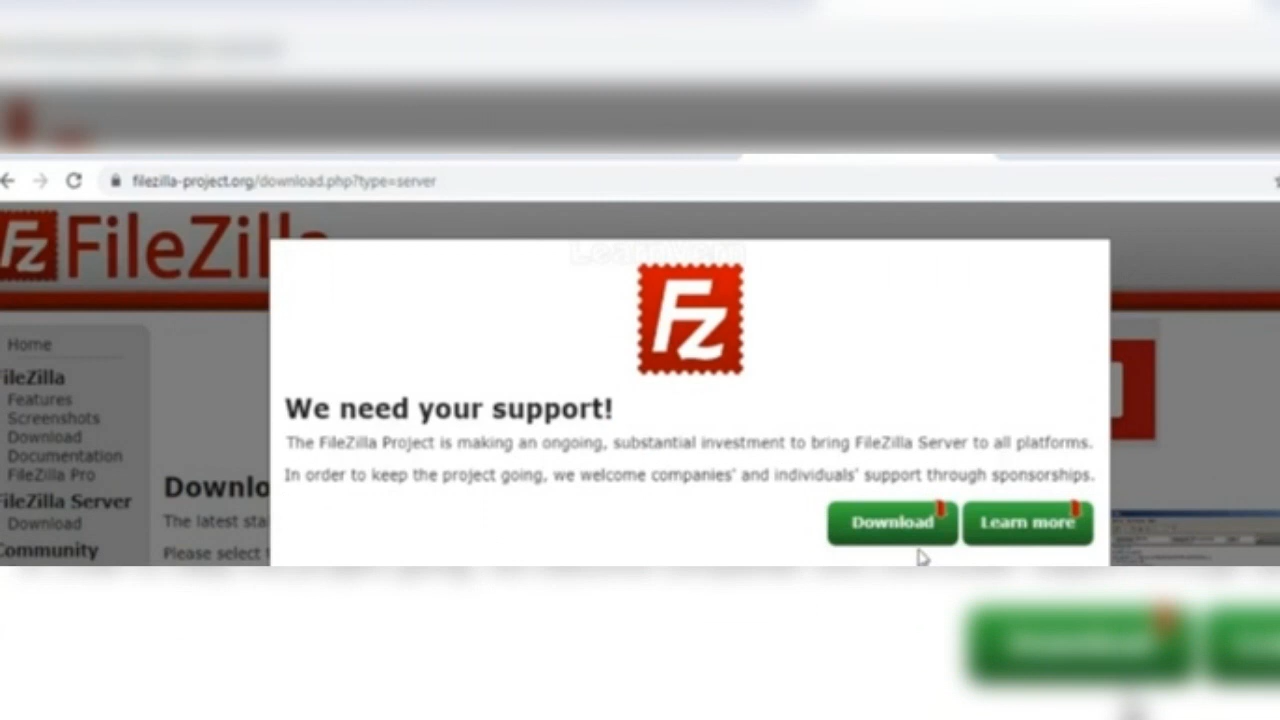 filezilla-project.org/download.php?type=server
FZ FileZill
LearnVern
FZ
Home
FileZilla
Features
Screenshots
Download
Documentation
FileZilla Pro
FileZilla Server
Download
Community
Downlo
The latest sta
Please select t
We need your support!
The FileZilla Project is making an ongoing, substantial investment to bring FileZilla Server to all platforms.
In order to keep the project going, we welcome companies' and individuals' support through sponsorships.
Download
Learn more